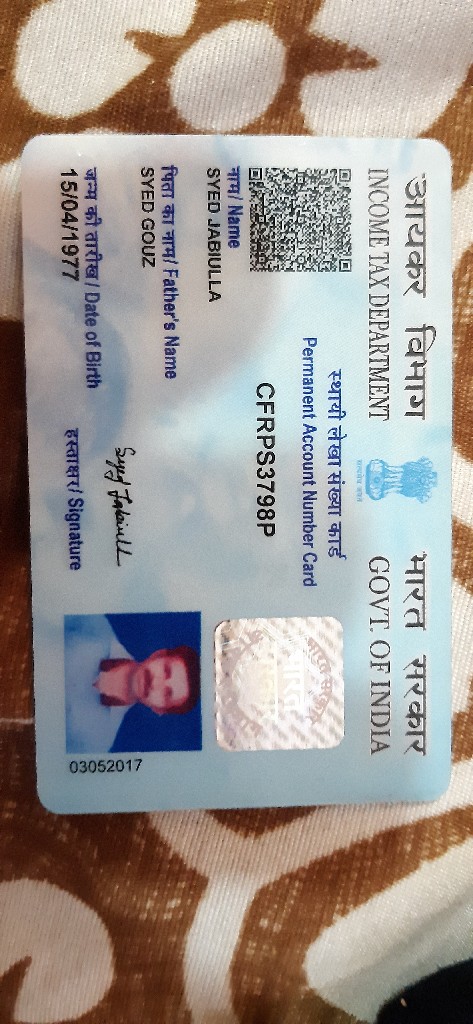 आयकर विभाग
INCOME TAX DEPARTMENT
भारत सरकार
GOVT. OF INDIA
स्थायी लेखा संख्या कार्ड
Permanent Account Number Card
CFRPS3798P
नाम/ Name
SYED JABIULLA
पिता का नाम/ Father's Name
SYED GOUZ
जन्म की तारीख/ Date of Birth
15/04/1977
Syed Jabiulla
हस्ताक्षर/ Signature
03052017